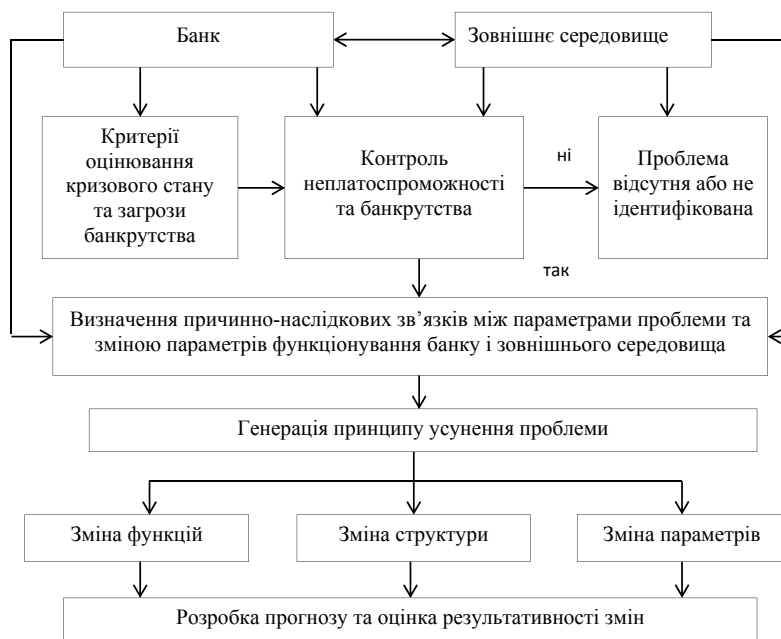 Банк
Зовнішнє середовище
Критерії
оцінювання
кризового стану
та загрози
банкрутства
Контроль
неплатоспроможності
та банкрутства
ні
Проблема
відсутня або не
ідентифікована
так
Визначення причинно-наслідкових зв’язків між параметрами проблеми та
зміною параметрів функціонування банку і зовнішнього середовища
Генерація принципу усунення проблеми
Зміна функцій
Зміна структури
Зміна параметрів
Розробка прогнозу та оцінка результативності змін